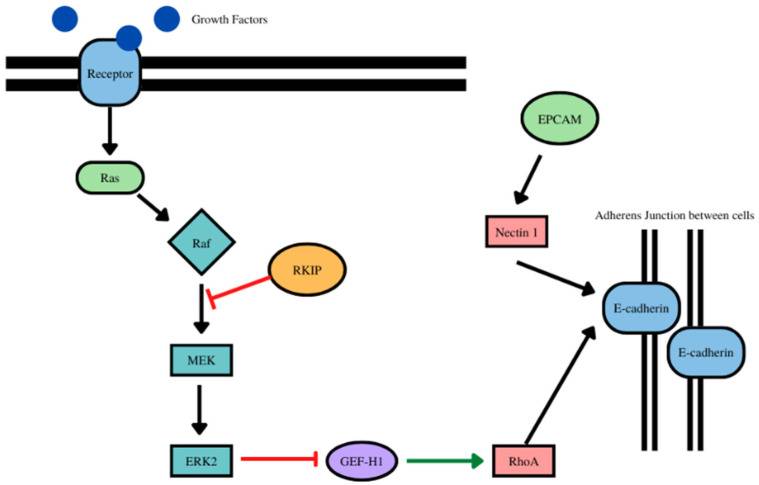 Growth Factors
Receptor
EPCAM
Ras
Adherens Junction between cells
Nectin 1
Raf
RKIP
E-cadherin
E-cadherin
MEK
ERK2
GEF-H1
RhoA